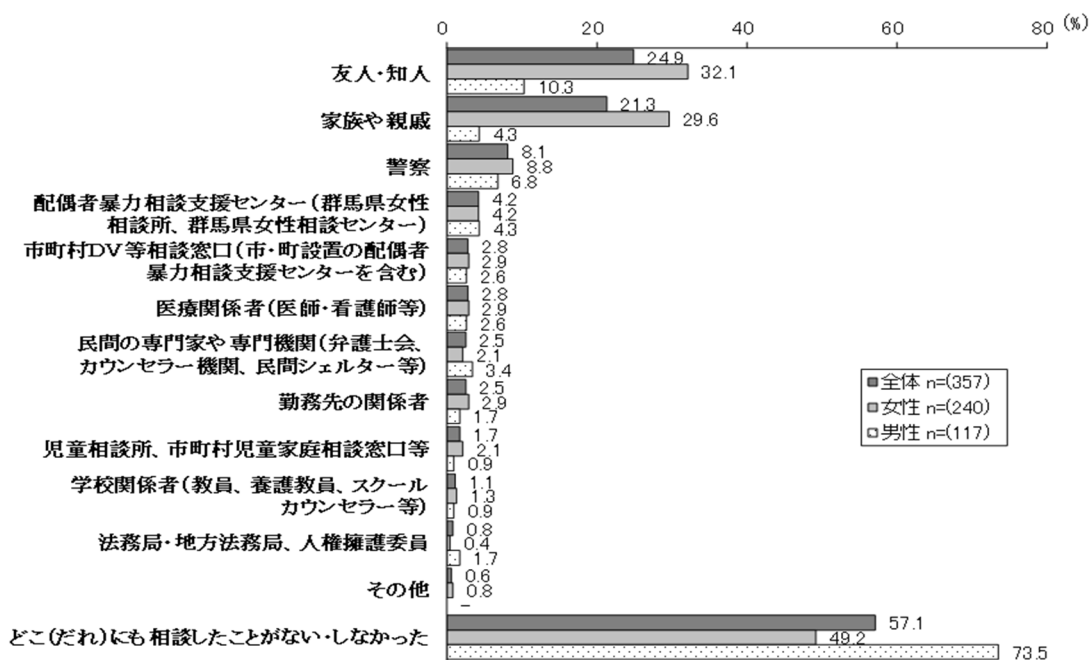 0 20 40 60 80 (%)
友人・知人
24.9
32.1
10.3
家族や親戚
21.3
29.6
4.3
警察
8.1
8.8
6.8
配偶者暴力相談支援センター（群馬県女性
相談所、群馬県女性相談センター）
4.2
4.2
4.3
市町村DV等相談窓口（市・町設置の配偶者
暴力相談支援センターを含む）
2.8
2.9
2.6
医療関係者（医師・看護師等）
2.8
2.9
2.6
民間の専門家や専門機関（弁護士会、
カウンセラー機関、民間シェルター等）
2.5
2.1
3.4
勤務先の関係者
2.5
2.9
1.7
児童相談所、市町村児童家庭相談窓口等
1.7
2.1
0.9
学校関係者（教員、養護教員、スクール
カウンセラー等）
1.1
1.3
0.9
法務局・地方法務局、人権擁護委員
0.8
0.4
1.7
その他
0.6
0.8
–
どこ（だれ）にも相談したことがない・しなかった
57.1
49.2
73.5
全体 n=(357)
女性 n=(240)
男性 n=(117)